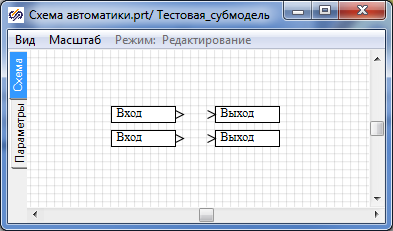 Схема автоматики.prt/ Тестовая_субмодель
Вид Масштаб Режим: Редактирование
Схема
Параметры
Вход Выход
Вход Выход